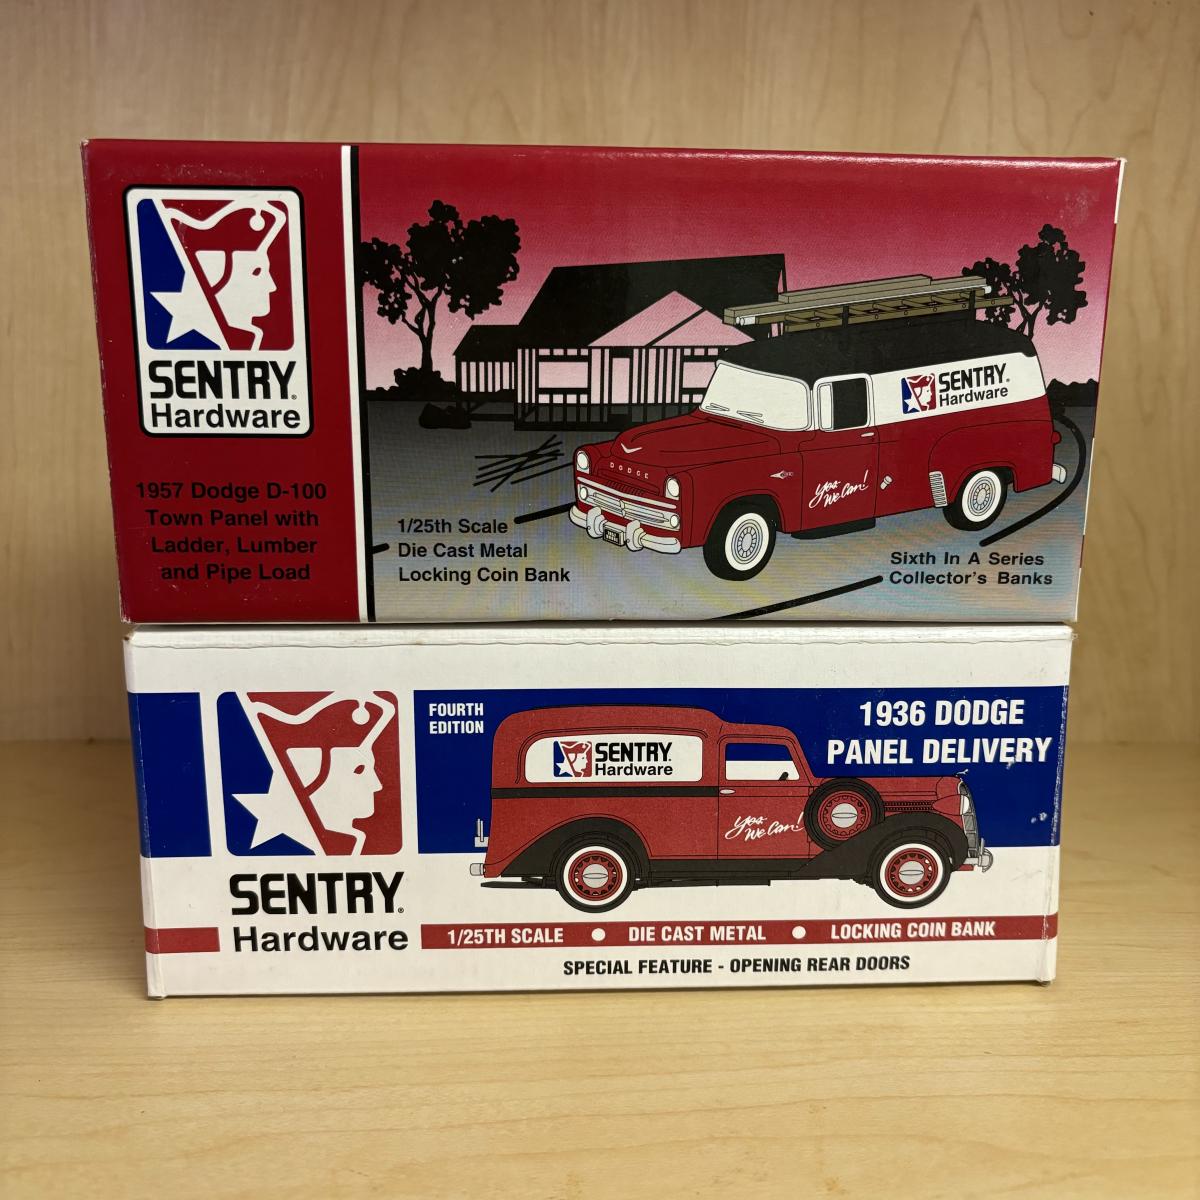 SENTRY®
Hardware
1957 Dodge D-100
Town Panel with
Ladder, Lumber
and Pipe Load
1/25th Scale
Die Cast Metal
Locking Coin Bank
SENTRY®
Hardware
DODGE
Yes
We Can!
Sixth In A Series
Collector's Banks
SENTRY®
Hardware
FOURTH
EDITION
SENTRY®
Hardware
Yes
We Can!
1936 DODGE
PANEL DELIVERY
1/25TH SCALE • DIE CAST METAL • LOCKING COIN BANK
SPECIAL FEATURE - OPENING REAR DOORS